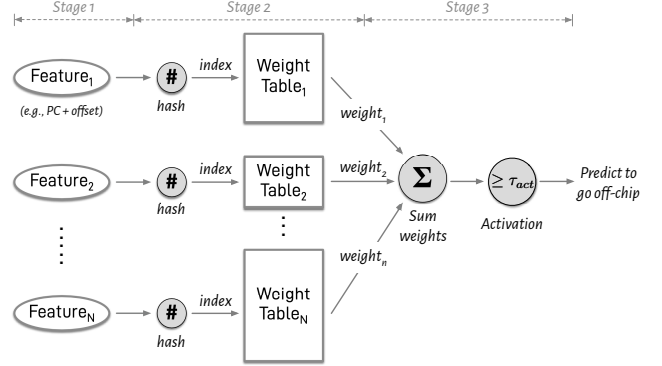 Stage 1
Stage 2
Stage 3
Feature1
(e.g., PC + offset)
#
hash
index
Weight
Table1
weight1
Feature2
#
hash
index
Weight
Table2
weight2
Σ
Sum
weights
≥ τact
Activation
Predict to
go off-chip
FeatureN
#
hash
index
Weight
TableN
weightn